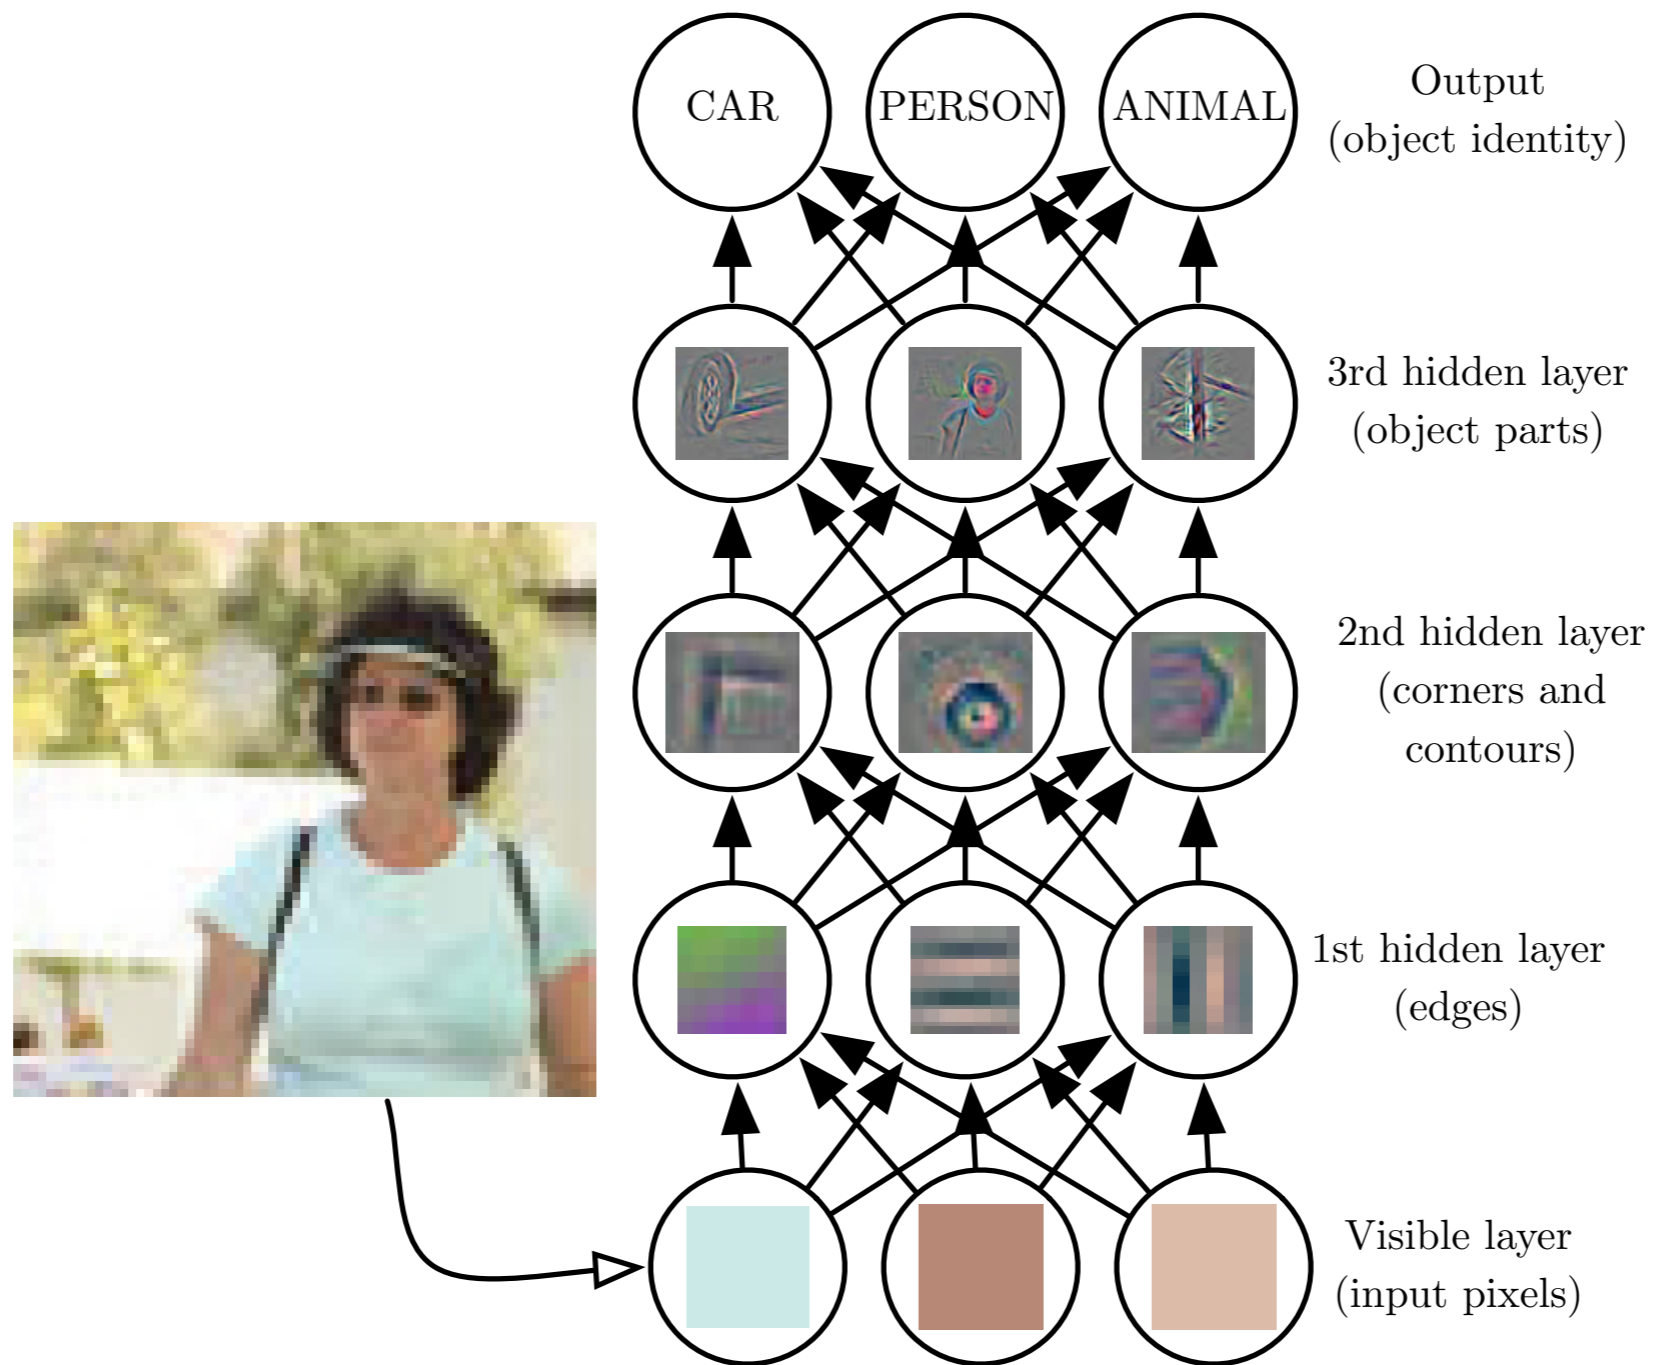 CAR
PERSON
ANIMAL
Output
(object identity)
3rd hidden layer
(object parts)
2nd hidden layer
(corners and
contours)
1st hidden layer
(edges)
Visible layer
(input pixels)